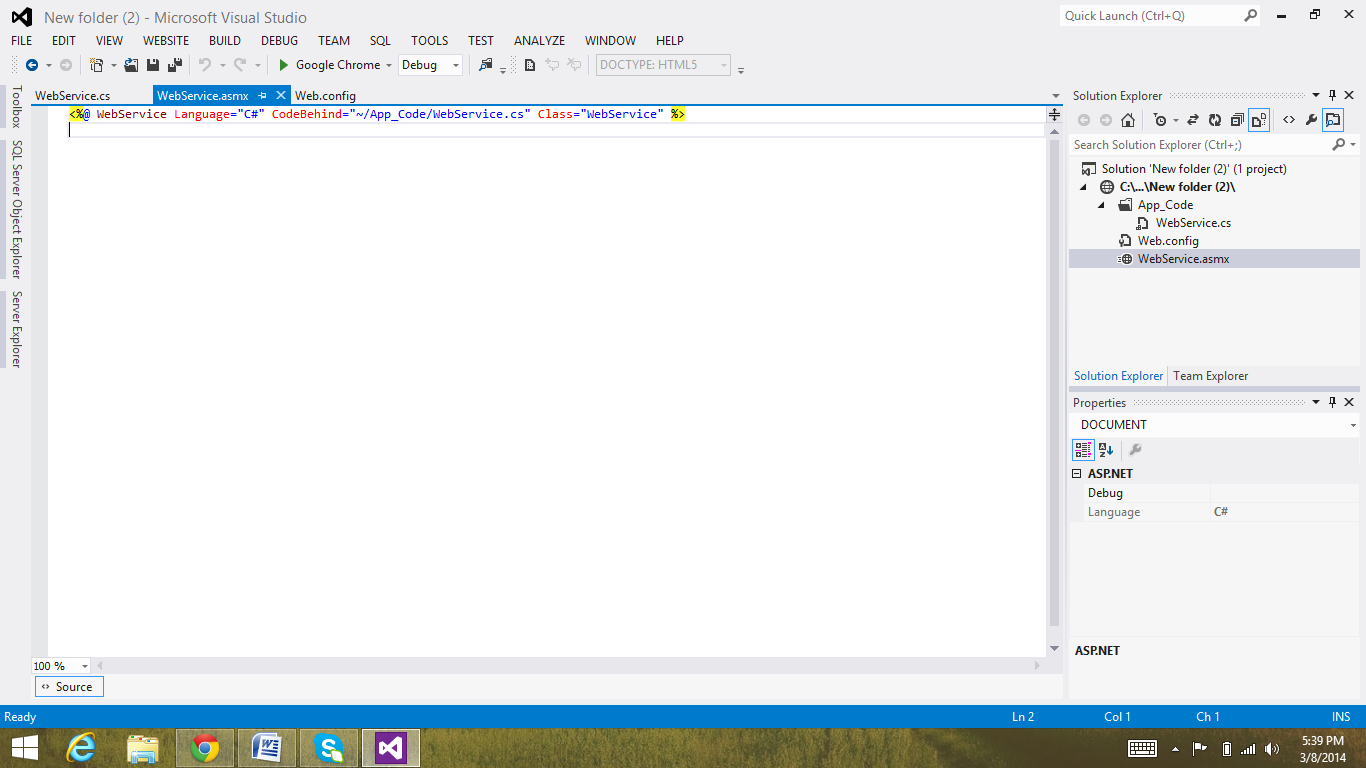 New folder (2) - Microsoft Visual Studio
Quick Launch (Ctrl+Q)
FILE EDIT VIEW WEBSITE BUILD DEBUG TEAM SQL TOOLS TEST ANALYZE WINDOW HELP
Google Chrome Debug DOCTYPE: HTML5
Toolbox
SQL Server Object Explorer
Server Explorer
WebService.cs WebService.asmx Web.config
<%@ WebService Language="C#" CodeBehind="~/App_Code/WebService.cs" Class="WebService" %>
100 %
Source
Solution Explorer
Search Solution Explorer (Ctrl+;)
Solution 'New folder (2)' (1 project)
C:\...\New folder (2)\
App_Code
WebService.cs
Web.config
WebService.asmx
Solution Explorer Team Explorer
Properties
DOCUMENT
ASP.NET
Debug
Language C#
ASP.NET
Ready Ln 2 Col 1 Ch 1 INS
5:39 PM
3/8/2014